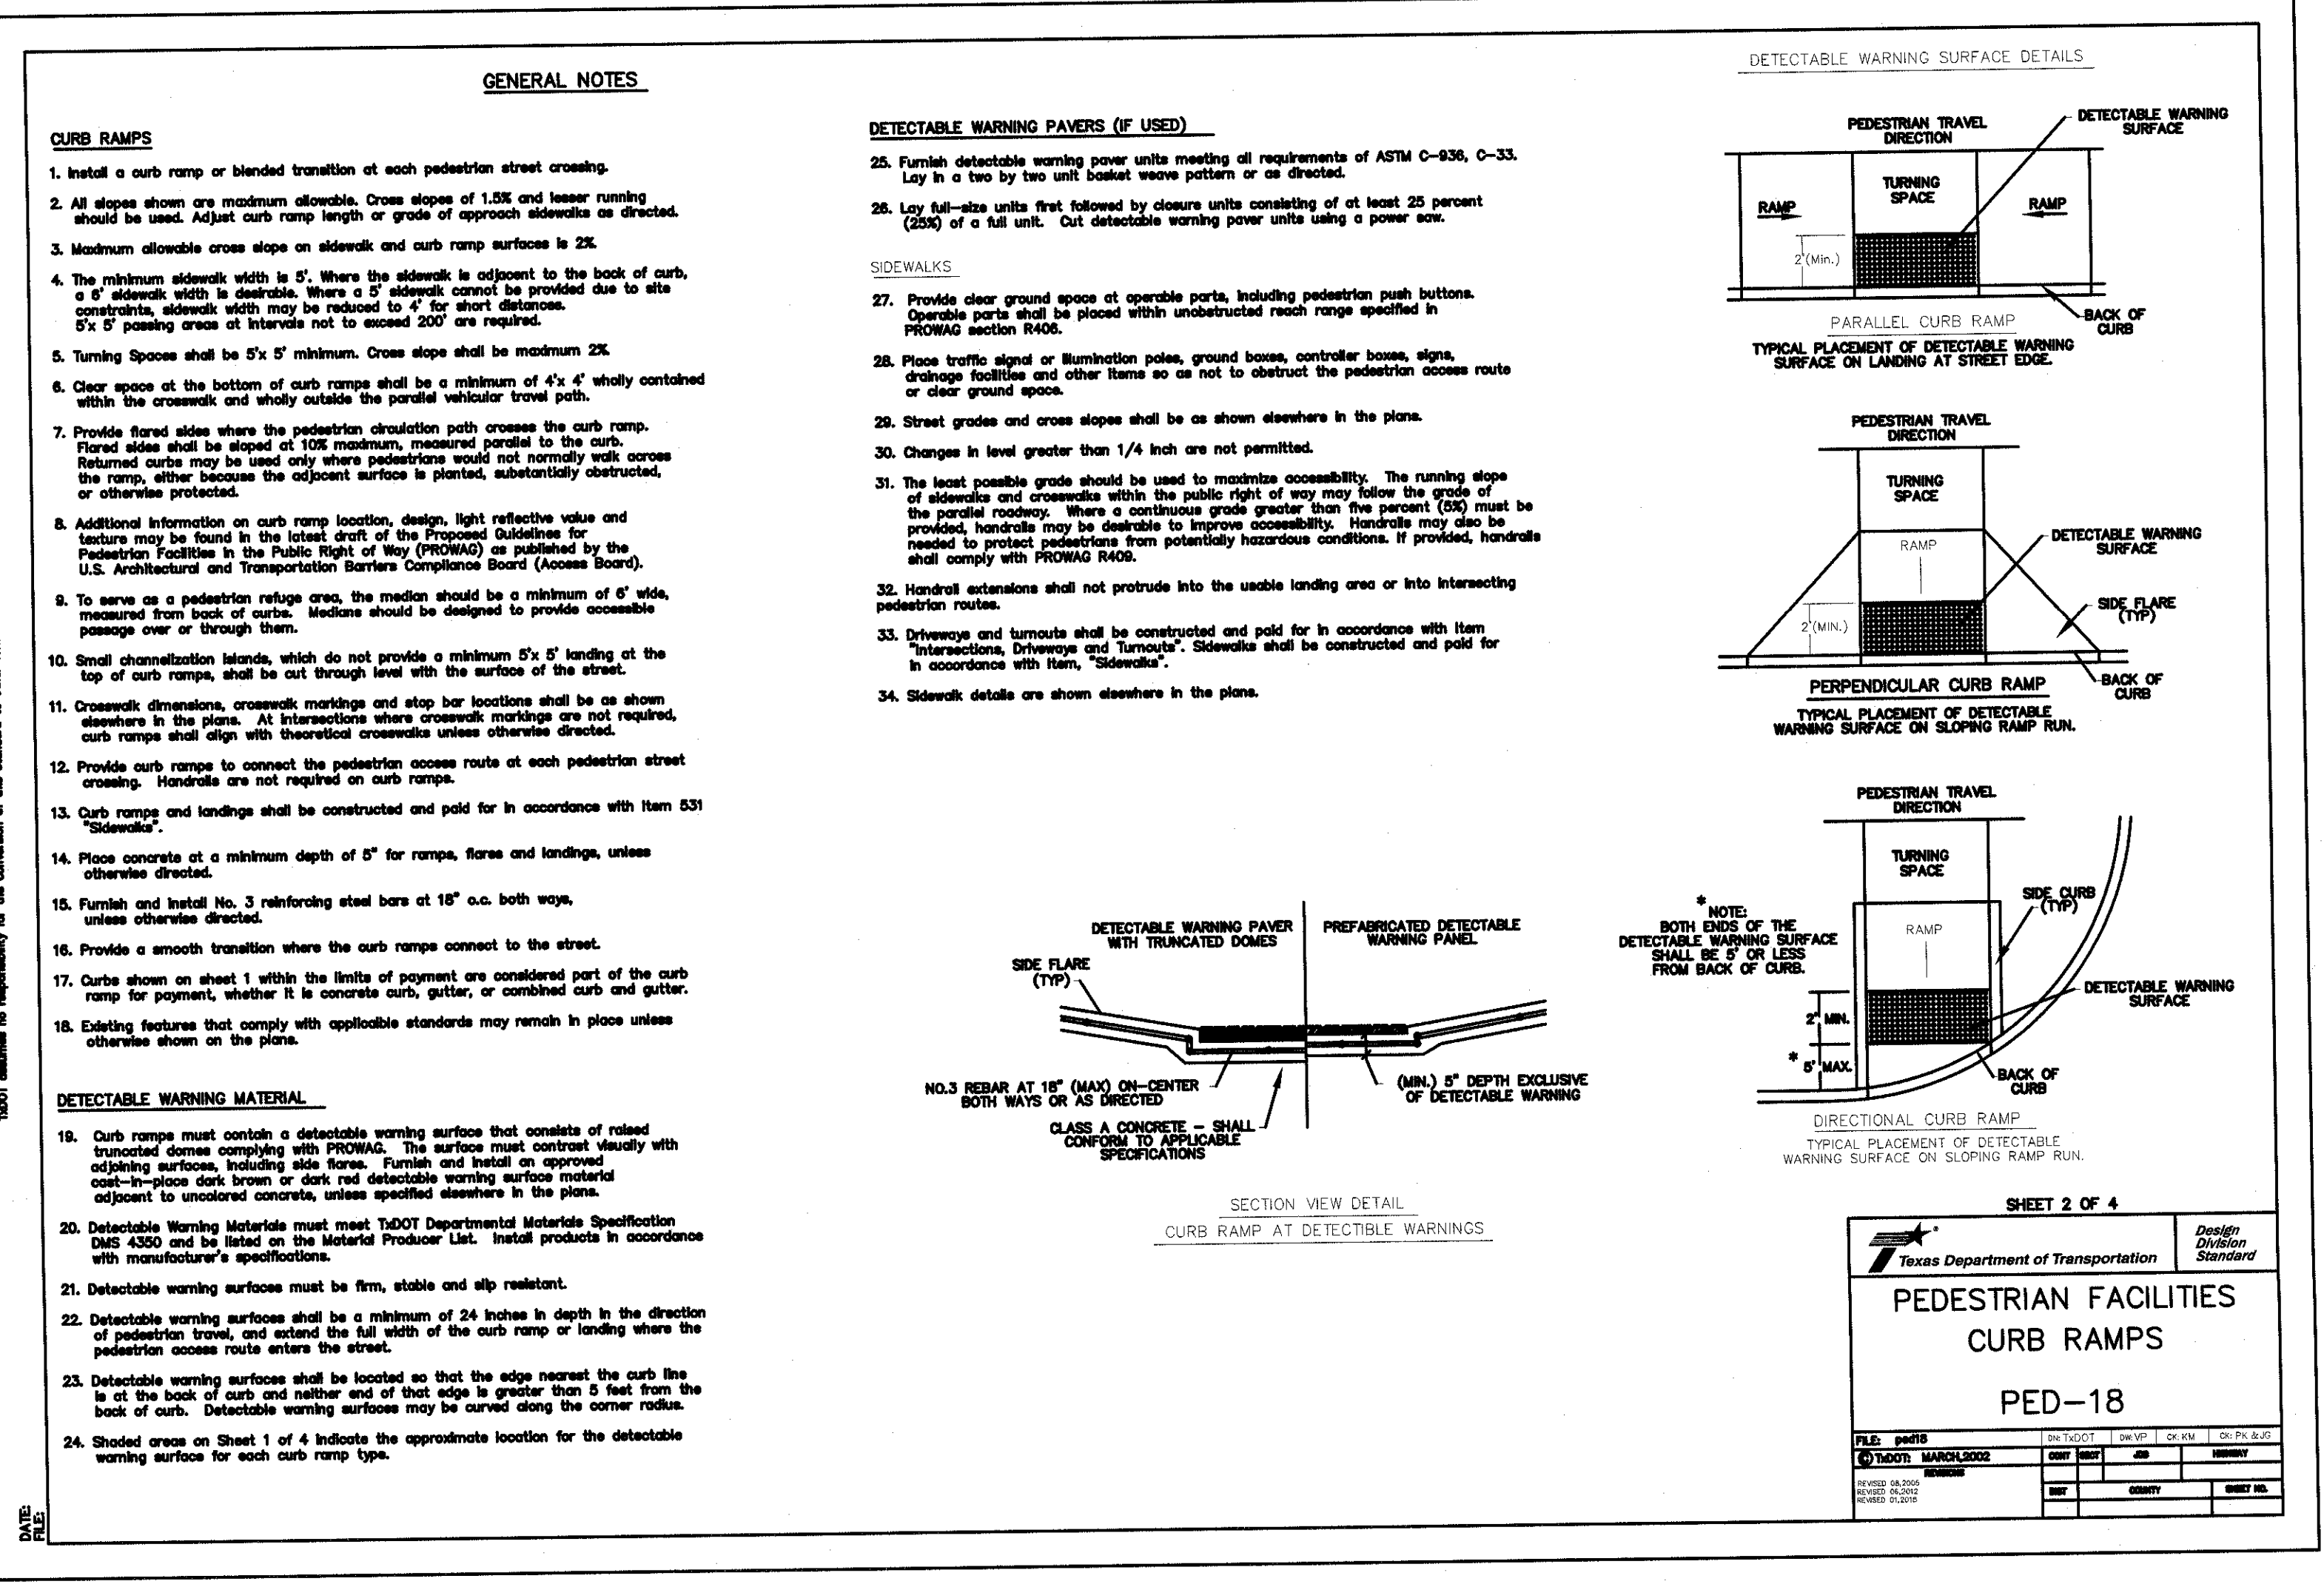 GENERAL NOTES
CURB RAMPS
1. Install a curb ramp or blended transition at each pedestrian street crossing.
2. All slopes shown are maximum allowable. Cross slopes of 1.5% and lesser running
should be used. Adjust curb ramp length or grade of approach sidewalks as directed.
3. Maximum allowable cross slope on sidewalk and curb ramp surfaces is 2%.
4. The minimum sidewalk width is 5'. Where the sidewalk is adjacent to the back of curb,
a 6' sidewalk width is desirable. Where a 5' sidewalk cannot be provided due to site
constraints, sidewalk width may be reduced to 4' for short distances.
5'x 5' passing areas at intervals not to exceed 200' are required.
5. Turning Spaces shall be 5'x 5' minimum. Cross slope shall be maximum 2%.
6. Clear space at the bottom of curb ramps shall be a minimum of 4'x 4' wholly contained
within the crosswalk and wholly outside the parallel vehicular travel path.
7. Provide flared sides where the pedestrian circulation path crosses the curb ramp.
Flared sides shall be sloped at 10% maximum, measured parallel to the curb.
Returned curbs may be used only where pedestrians would not normally walk across
the ramp, either because the adjacent surface is planted, substantially obstructed,
or otherwise protected.
8. Additional information on curb ramp location, design, light reflective value and
texture may be found in the latest draft of the Proposed Guidelines for
Pedestrian Facilities in the Public Right of Way (PROWAG) as published by the
U.S. Architectural and Transportation Barriers Compliance Board (Access Board).
9. To serve as a pedestrian refuge area, the median should be a minimum of 6' wide,
measured from back of curbs. Medians should be designed to provide accessible
passage over or through them.
10. Small channelization islands, which do not provide a minimum 5'x 5' landing at the
top of curb ramps, shall be cut through level with the surface of the street.
11. Crosswalk dimensions, crosswalk markings and stop bar locations shall be as shown
elsewhere in the plans. At intersections where crosswalk markings are not required,
curb ramps shall align with theoretical crosswalks unless otherwise directed.
12. Provide curb ramps to connect the pedestrian access route at each pedestrian street
crossing. Handrails are not required on curb ramps.
13. Curb ramps and landings shall be constructed and paid for in accordance with Item 531
"Sidewalks".
14. Place concrete at a minimum depth of 5" for ramps, flares and landings, unless
otherwise directed.
15. Furnish and install No. 3 reinforcing steel bars at 18" o.c. both ways,
unless otherwise directed.
16. Provide a smooth transition where the curb ramps connect to the street.
17. Curbs shown on sheet 1 within the limits of payment are considered part of the curb
ramp for payment, whether it is concrete curb, gutter, or combined curb and gutter.
18. Existing features that comply with applicalble standards may remain in place unless
otherwise shown on the plans.
DETECTABLE WARNING MATERIAL
19. Curb ramps must contain a detectable warning surface that consists of raised
truncated domes complying with PROWAG. The surface must contrast visually with
adjoining surfaces, including side flares. Furnish and install an approved
cast-in-place dark brown or dark red detectable warning surface material
adjacent to uncolored concrete, unless specified elsewhere in the plans.
20. Detectable Warning Materials must meet TxDOT Departmental Materials Specification
DMS 4350 and be listed on the Material Producer List. Install products in accordance
with manufacturer's specifications.
21. Detectable warning surfaces must be firm, stable and slip resistant.
22. Detectable warning surfaces shall be a minimum of 24 inches in depth in the direction
of pedestrian travel, and extend the full width of the curb ramp or landing where the
pedestrian access route enters the street.
23. Detectable warning surfaces shall be located so that the edge nearest the curb line
is at the back of curb and neither end of that edge is greater than 5 feet from the
back of curb. Detectable warning surfaces may be curved along the corner radius.
24. Shaded areas on Sheet 1 of 4 indicate the approximate location for the detectable
warning surface for each curb ramp type.
DETECTABLE WARNING PAVERS (IF USED)
25. Furnish detectable warning paver units meeting all requirements of ASTM C-936, C-33.
Lay in a two by two unit basket weave pattern or as directed.
26. Lay full-size units first followed by closure units consisting of at least 25 percent
(25%) of a full unit. Cut detectable warning paver units using a power saw.
SIDEWALKS
27. Provide clear ground space at operable parts, including pedestrian push buttons.
Operable parts shall be placed within unobstructed reach range specified in
PROWAG section R406.
28. Place traffic signal or illumination poles, ground boxes, controller boxes, signs,
drainage facilities and other items so as not to obstruct the pedestrian access route
or clear ground space.
29. Street grades and cross slopes shall be as shown elsewhere in the plans.
30. Changes in level greater than 1/4 inch are not permitted.
31. The least possible grade should be used to maximize accessibility. The running slope
of sidewalks and crosswalks within the public right of way may follow the grade of
the parallel roadway. Where a continuous grade greater than five percent (5%) must be
provided, handrails may be desirable to improve accessibility. Handrails may also be
needed to protect pedestrians from potentially hazardous conditions. If provided, handrails
shall comply with PROWAG R409.
32. Handrail extensions shall not protrude into the usable landing area or into intersecting
pedestrian routes.
33. Driveways and turnouts shall be constructed and paid for in accordance with Item
"Intersections, Driveways and Turnouts". Sidewalks shall be constructed and paid for
in accordance with Item, "Sidewalks".
34. Sidewalk details are shown elsewhere in the plans.
DETECTABLE WARNING PAVER
WITH TRUNCATED DOMES
PREFABRICATED DETECTABLE
WARNING PANEL
SIDE FLARE
(TYP)
NO.3 REBAR AT 18" (MAX) ON-CENTER
BOTH WAYS OR AS DIRECTED
(MIN.) 5" DEPTH EXCLUSIVE
OF DETECTABLE WARNING
CLASS A CONCRETE - SHALL
CONFORM TO APPLICABLE
SPECIFICATIONS
SECTION VIEW DETAIL
CURB RAMP AT DETECTIBLE WARNINGS
DETECTABLE WARNING SURFACE DETAILS
PEDESTRIAN TRAVEL
DIRECTION
DETECTABLE WARNING
SURFACE
TURNING
SPACE
RAMP
RAMP
2'(Min.)
BACK OF
CURB
PARALLEL CURB RAMP
TYPICAL PLACEMENT OF DETECTABLE WARNING
SURFACE ON LANDING AT STREET EDGE.
PEDESTRIAN TRAVEL
DIRECTION
TURNING
SPACE
RAMP
DETECTABLE WARNING
SURFACE
SIDE FLARE
(TYP)
2'(MIN.)
BACK OF
CURB
PERPENDICULAR CURB RAMP
TYPICAL PLACEMENT OF DETECTABLE
WARNING SURFACE ON SLOPING RAMP RUN.
PEDESTRIAN TRAVEL
DIRECTION
TURNING
SPACE
SIDE CURB
(TYP)
*
NOTE:
BOTH ENDS OF THE
DETECTABLE WARNING SURFACE
SHALL BE 5' OR LESS
FROM BACK OF CURB.
RAMP
DETECTABLE WARNING
SURFACE
2' MIN.
* 5' MAX.
BACK OF
CURB
DIRECTIONAL CURB RAMP
TYPICAL PLACEMENT OF DETECTABLE
WARNING SURFACE ON SLOPING RAMP RUN.
SHEET 2 OF 4
Texas Department of Transportation
Design
Division
Standard
PEDESTRIAN FACILITIES
CURB RAMPS
PED-18
FILE: ped18
DN: TxDOT
DW: VP
CK: KM
CK: PK & JG
© TxDOT: MARCH,2002
CONT
SECT
JOB
HIGHWAY
REVISIONS
REVISED 08,2005
REVISED 06,2012
REVISED 01,2018
DIST
COUNTY
SHEET NO.
DATE:
FILE: